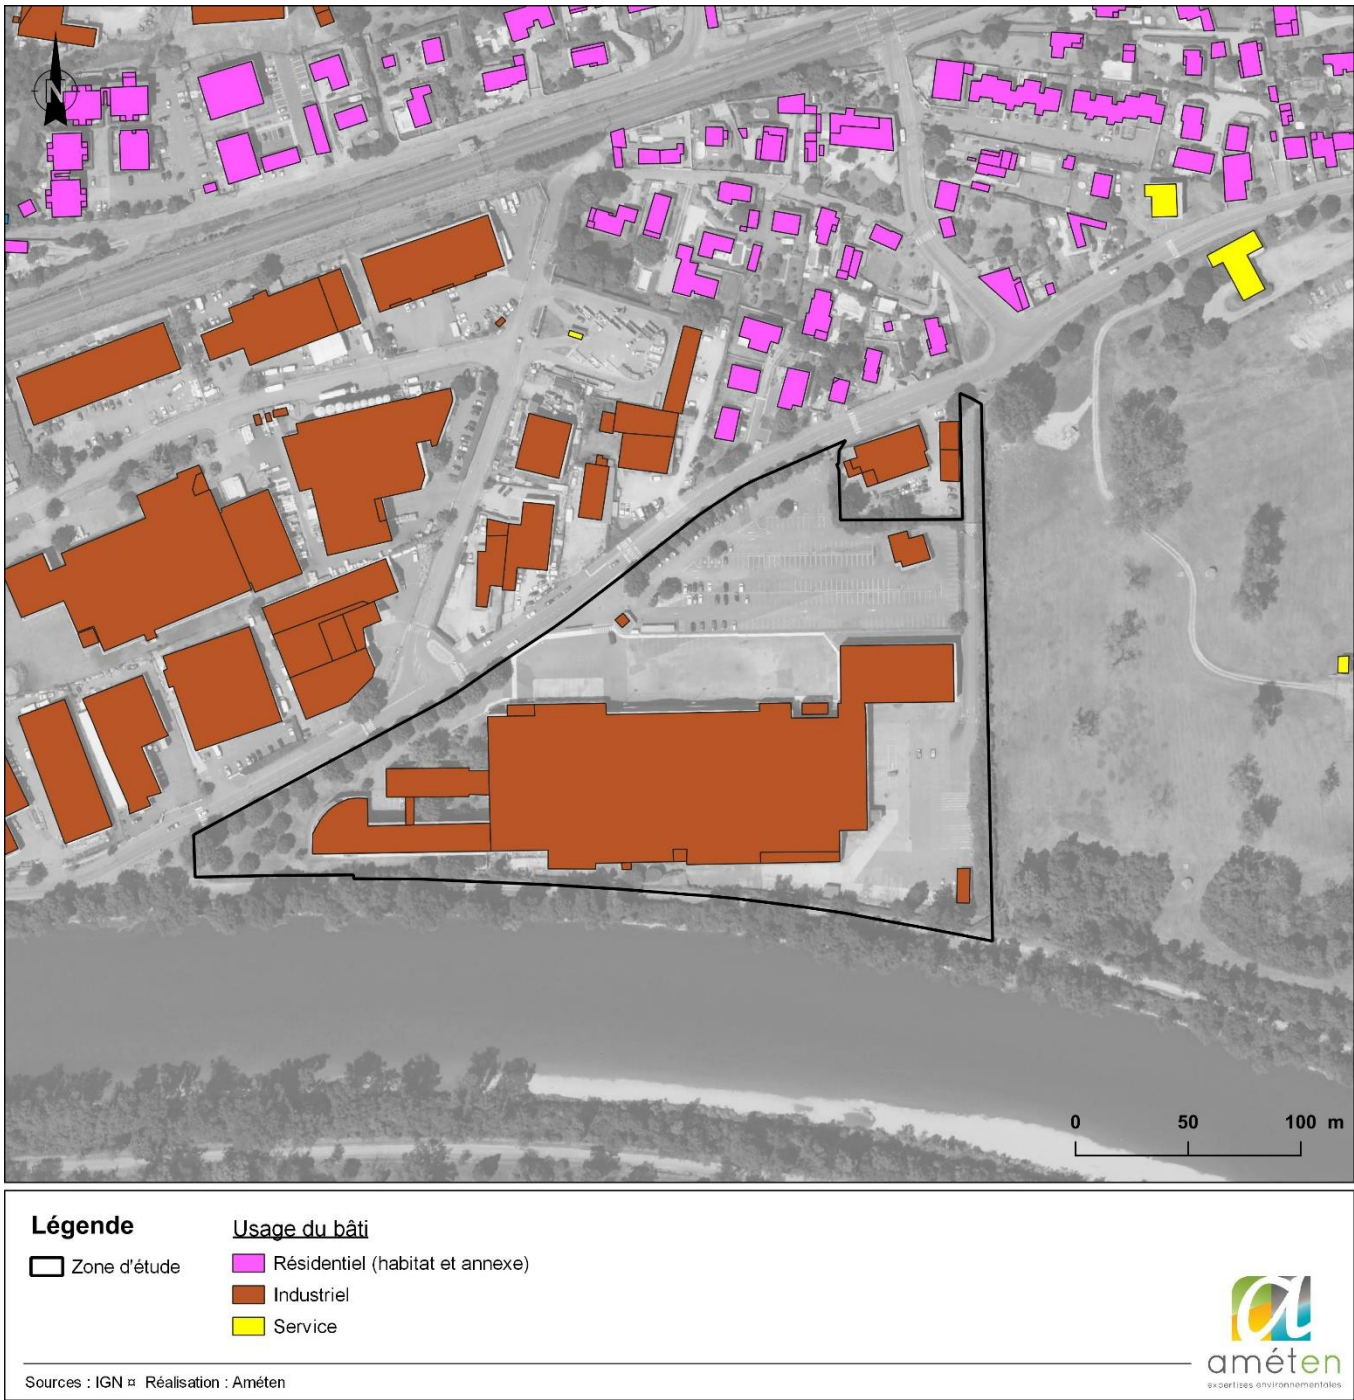 N
0 50 100 m
Légende
Zone d'étude
Usage du bâti
Résidentiel (habitat et annexe)
Industriel
Service
Sources : IGN ¤ Réalisation : Améten
a
améten
expertises environnementales